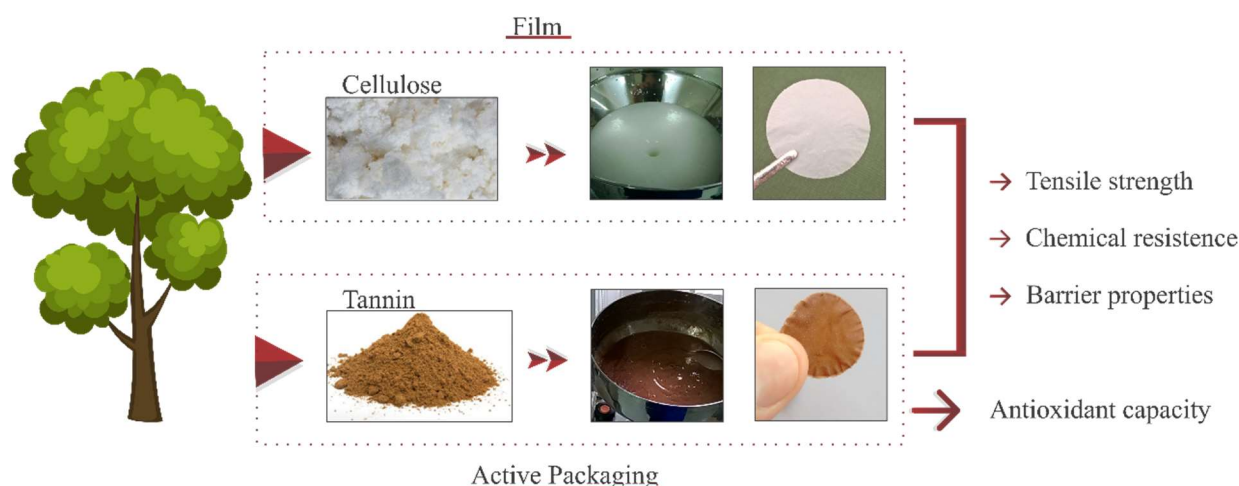 Film
Cellulose
Tensile strength
Chemical resistence
Barrier properties
Tannin
Antioxidant capacity
Active Packaging